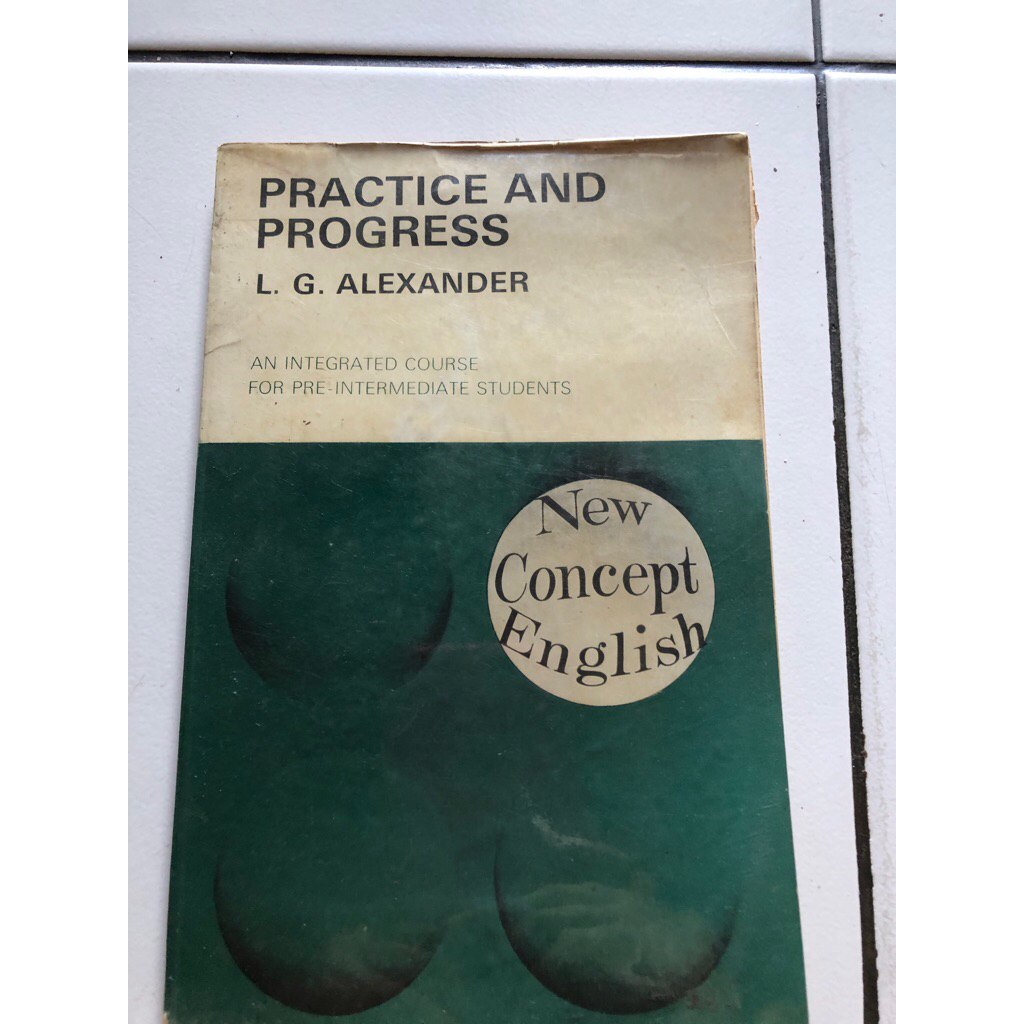 PRACTICE AND
PROGRESS
L. G. ALEXANDER
AN INTEGRATED COURSE
FOR PRE-INTERMEDIATE STUDENTS
New
Concept
English